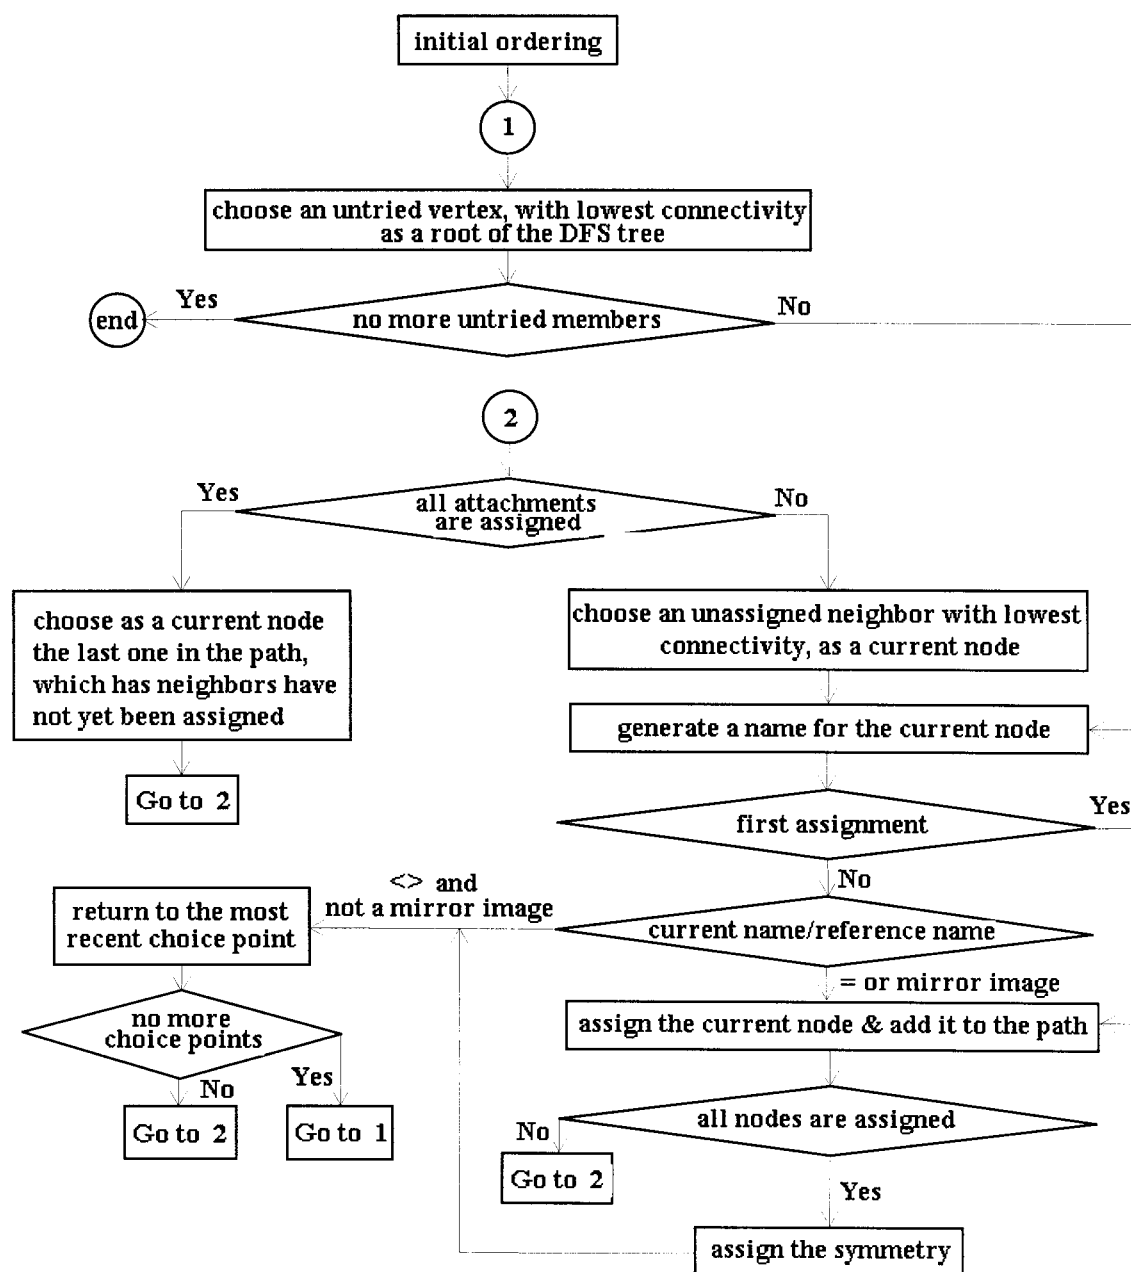 initial ordering
1
choose an untried vertex, with lowest connectivity
as a root of the DFS tree
Yes
No
end
no more untried members
2
Yes
No
all attachments
are assigned
choose as a current node
the last one in the path,
which has neighbors have
not yet been assigned
Go to 2
choose an unassigned neighbor with lowest
connectivity, as a current node
generate a name for the current node
Yes
first assignment
No
<> and
not a mirror image
return to the most
recent choice point
current name/reference name
= or mirror image
no more
choice points
assign the current node & add it to the path
No
Yes
Go to 2
Go to 1
all nodes are assigned
No
Go to 2
Yes
assign the symmetry